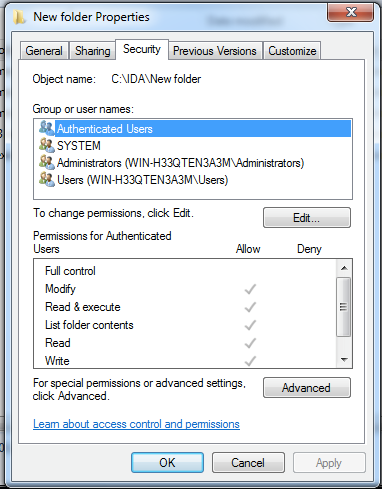 New folder Properties
General Sharing Security Previous Versions Customize
Object name: C:\IDA\New folder
Group or user names:
Authenticated Users
SYSTEM
Administrators (WIN-H33QTEN3A3M\Administrators)
Users (WIN-H33QTEN3A3M\Users)
To change permissions, click Edit.
Edit...
Permissions for Authenticated
Users Allow Deny
Full control
Modify
Read & execute
List folder contents
Read
Write
For special permissions or advanced settings,
click Advanced.
Advanced
Learn about access control and permissions
OK Cancel Apply